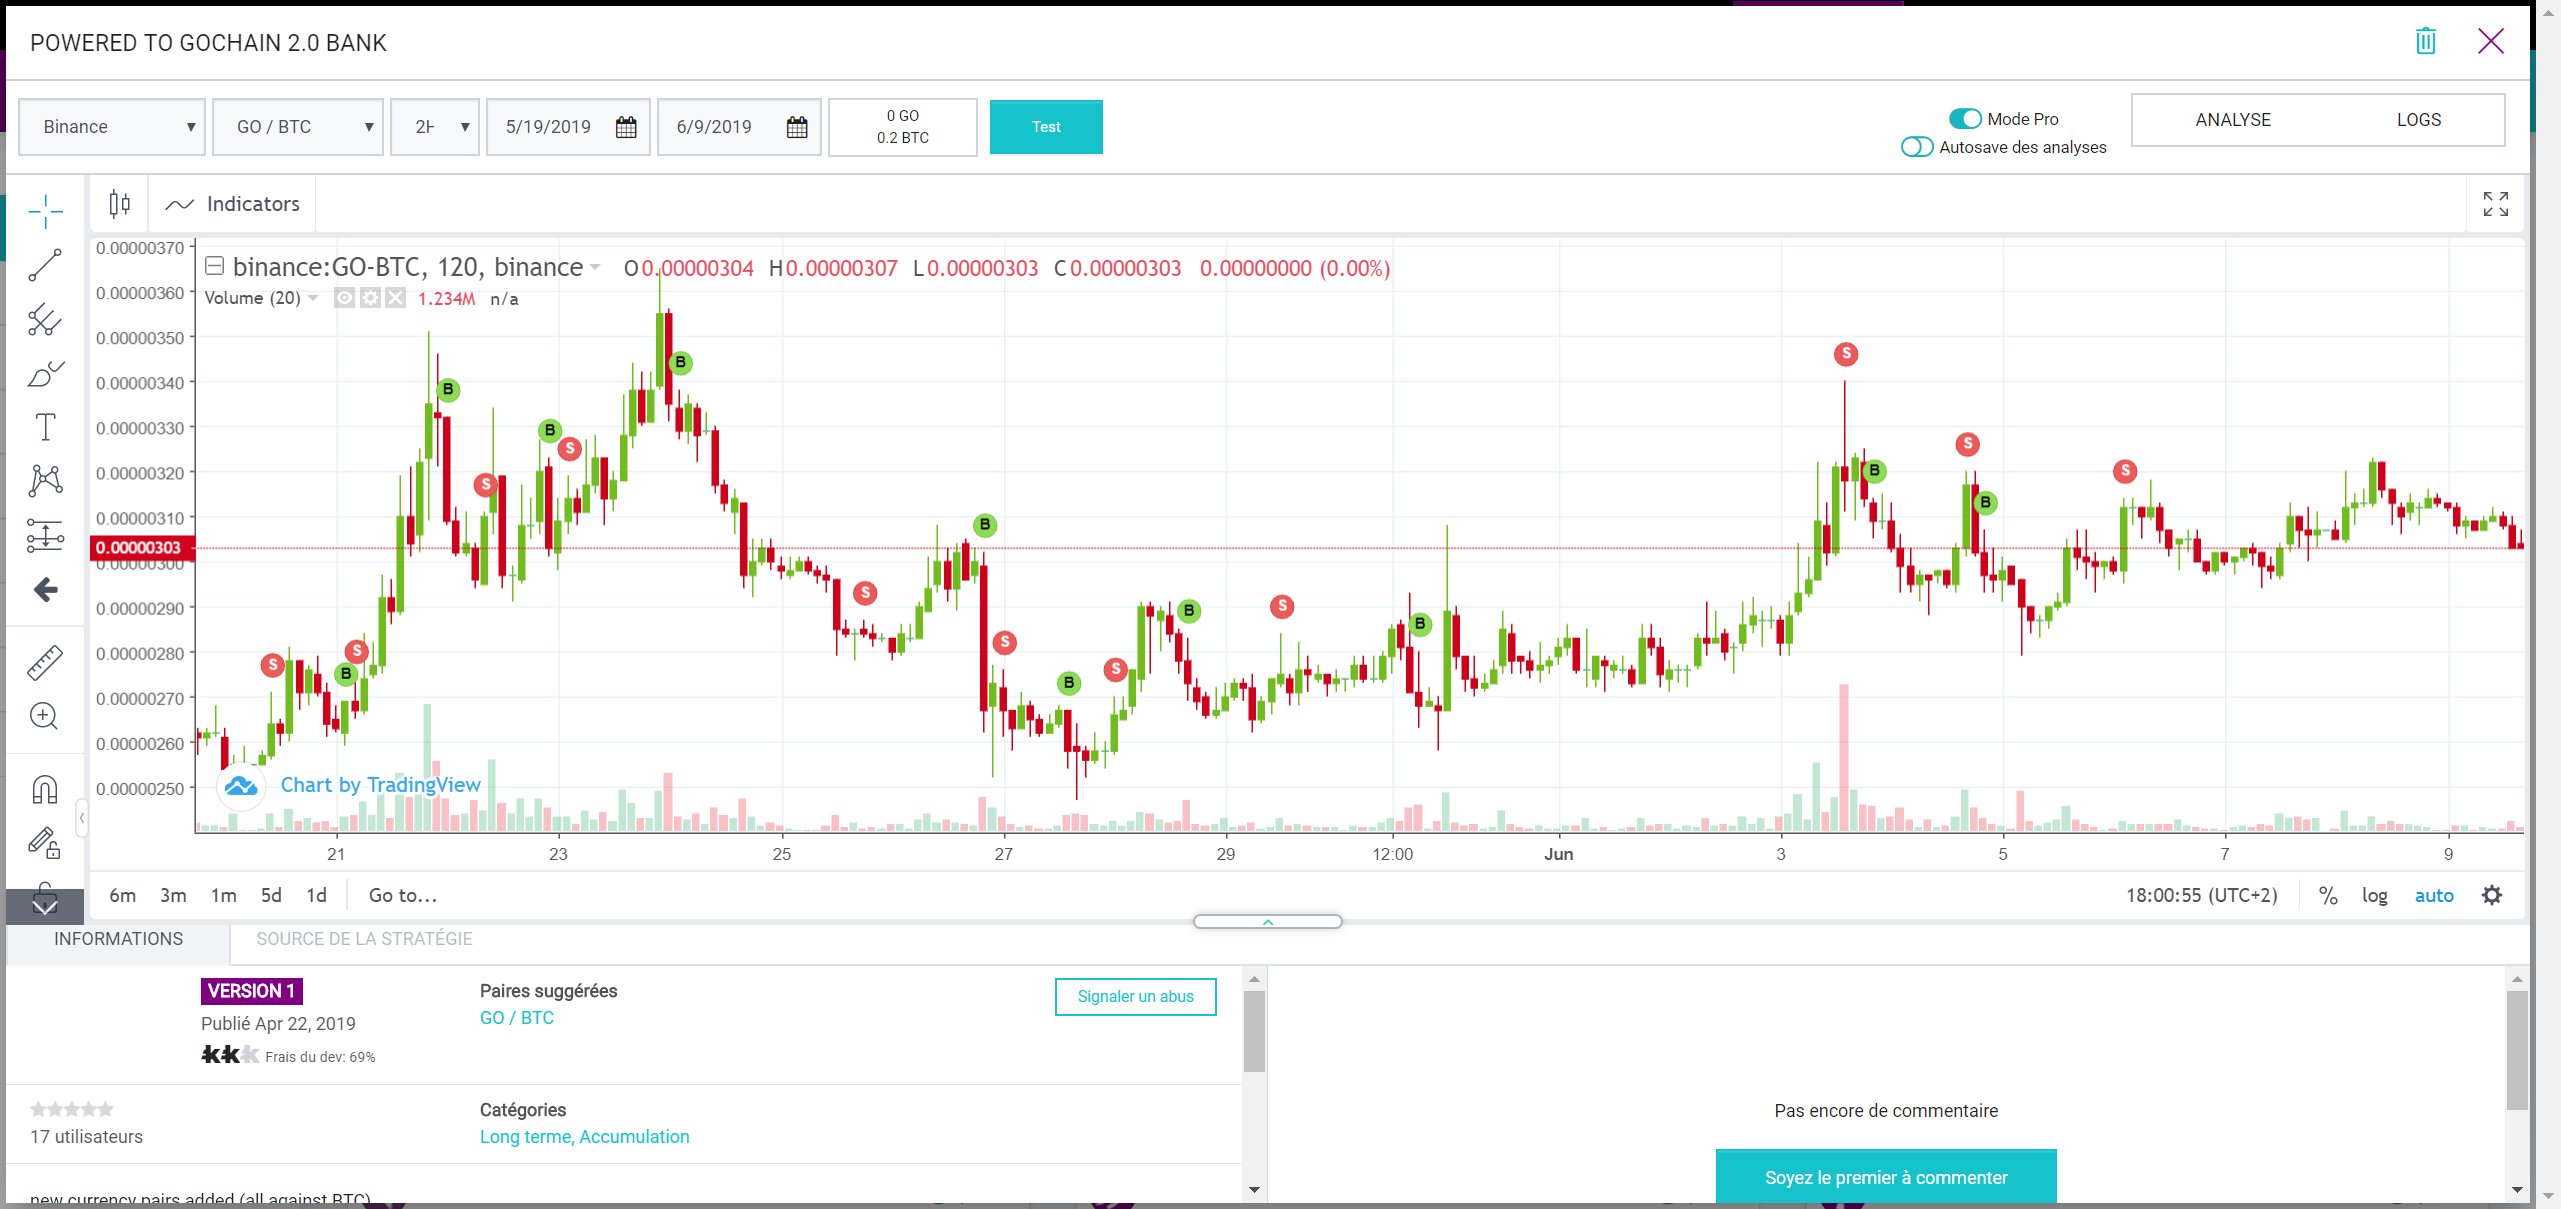 POWERED TO GOCHAIN 2.0 BANK
Binance
GO / BTC
2H
5/19/2019
6/9/2019
0 GO
0.2 BTC
Test
Mode Pro
Autosave des analyses
ANALYSE
LOGS
Indicators
binance:GO-BTC, 120, binance O0.00000304 H0.00000307 L0.00000303 C0.00000303 0.00000000 (0.00%)
Volume (20) 1.234M n/a
0.00000370
0.00000360
0.00000350
0.00000340
0.00000330
0.00000320
0.00000310
0.00000303
0.00000300
0.00000290
0.00000280
0.00000270
0.00000260
0.00000250
S
B
S
B
S
B
S
B
S
B
S
B
S
B
S
B
S
B
S
B
S
Chart by TradingView
21 23 25 27 29 12:00 Jun 3 5 7 9
6m 3m 1m 5d 1d Go to...
18:00:55 (UTC+2) % log auto
INFORMATIONS
SOURCE DE LA STRATÉGIE
VERSION 1
Publié Apr 22, 2019
Frais du dev: 69%
Paires suggérées
GO / BTC
Signaler un abus
17 utilisateurs
Catégories
Long terme, Accumulation
new currency pairs added (all against BTC)
Pas encore de commentaire
Soyez le premier à commenter